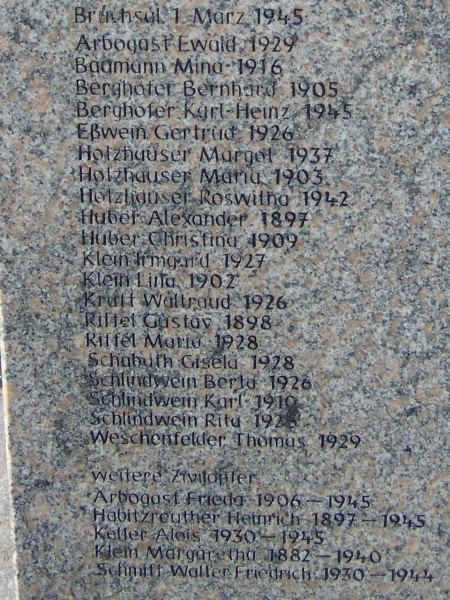 Bruchsal 1. März 1945
Arbogast Ewald 1929
Baumann Mina 1916
Berghofer Bernhard 1905
Berghofer Karl-Heinz 1945
Eßwein Gertrud 1926
Holzhauser Margot 1937
Holzhauser Maria 1903
Holzhauser Roswitha 1942
Huber Alexander 1897
Huber Christina 1909
Klein Irmgard 1927
Klein Lina 1902
Kraft Waltraud 1926
Riffel Gustav 1898
Riffel Maria 1928
Schabuth Gisela 1928
Schlindwein Berta 1926
Schlindwein Karl 1910
Schlindwein Rita 1928
Weschenfelder Thomas 1929
weitere Zivilopfer
Arbogast Frieda 1906 – 1945
Habitzreuther Heinrich 1897 – 1945
Keller Alois 1930 – 1945
Klein Margaretha 1882 – 1940
Schmitt Walter Friedrich 1930 – 1944